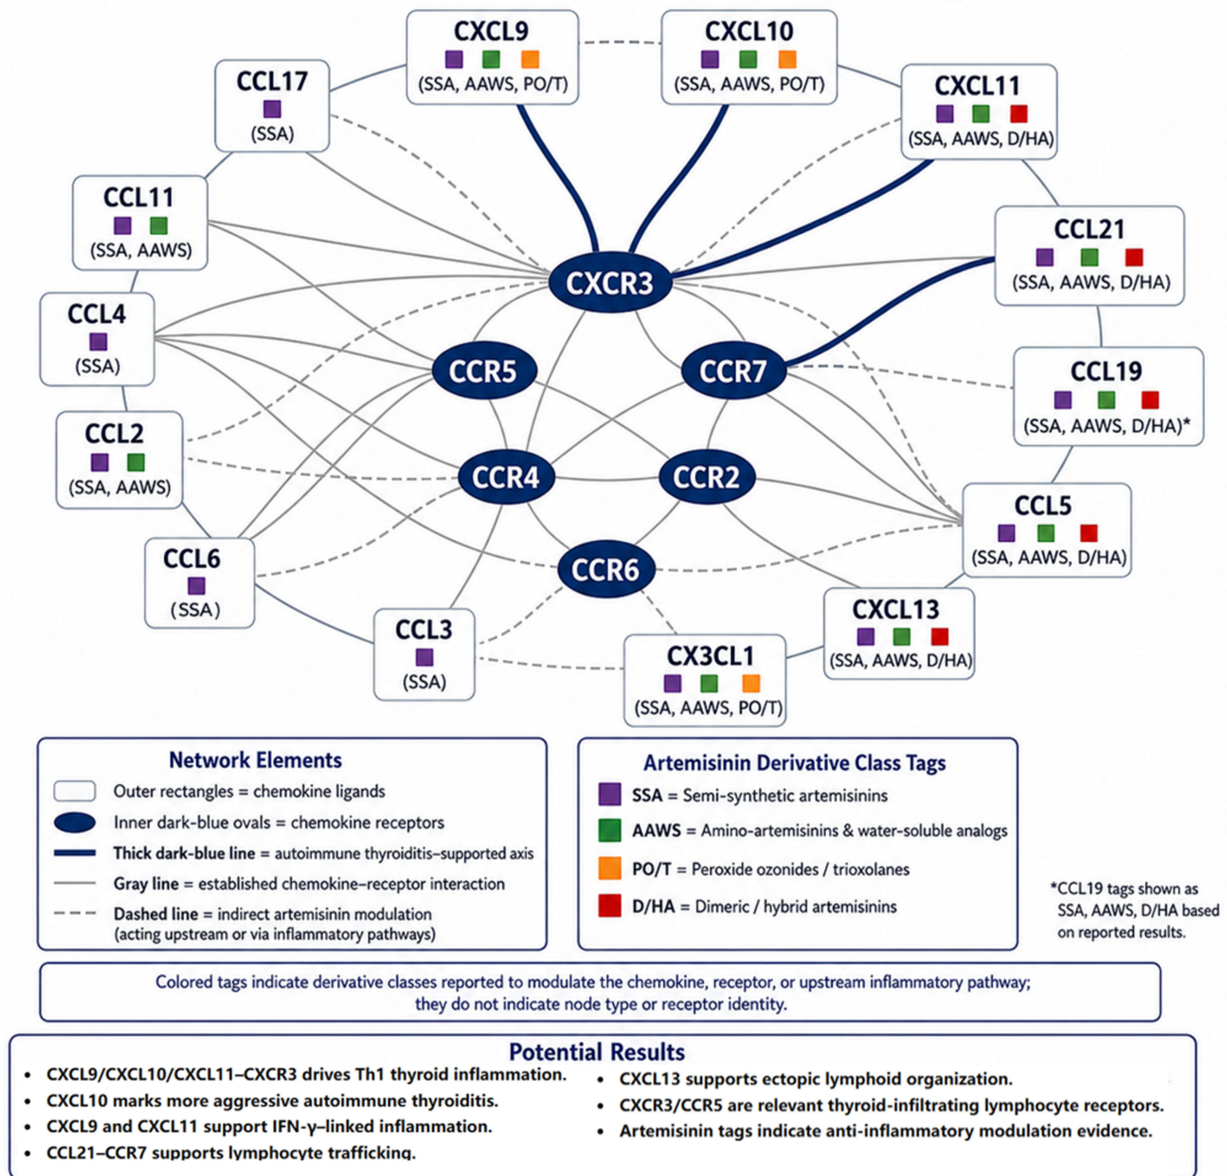 CXCL9
(SSA, AAWS, PO/T)
CXCL10
(SSA, AAWS, PO/T)
CCL17
(SSA)
CXCL11
(SSA, AAWS, D/HA)
CCL11
(SSA, AAWS)
CCL21
(SSA, AAWS, D/HA)
CXCR3
CCL4
(SSA)
CCR5
CCR7
CCL19
(SSA, AAWS, D/HA)*
CCL2
(SSA, AAWS)
CCR4
CCR2
CCL5
(SSA, AAWS, D/HA)
CCL6
(SSA)
CCR6
CXCL13
(SSA, AAWS, D/HA)
CCL3
(SSA)
CX3CL1
(SSA, AAWS, PO/T)
Network Elements
Outer rectangles = chemokine ligands
Inner dark-blue ovals = chemokine receptors
Thick dark-blue line = autoimmune thyroiditis–supported axis
Gray line = established chemokine–receptor interaction
Dashed line = indirect artemisinin modulation
(acting upstream or via inflammatory pathways)
Artemisinin Derivative Class Tags
SSA = Semi-synthetic artemisinins
AAWS = Amino-artemisinins & water-soluble analogs
PO/T = Peroxide ozonides / trioxolanes
D/HA = Dimeric / hybrid artemisinins
*CCL19 tags shown as
SSA, AAWS, D/HA based
on reported results.
Colored tags indicate derivative classes reported to modulate the chemokine, receptor, or upstream inflammatory pathway;
they do not indicate node type or receptor identity.
Potential Results
• CXCL9/CXCL10/CXCL11–CXCR3 drives Th1 thyroid inflammation.
• CXCL10 marks more aggressive autoimmune thyroiditis.
• CXCL9 and CXCL11 support IFN-γ–linked inflammation.
• CCL21–CCR7 supports lymphocyte trafficking.
• CXCL13 supports ectopic lymphoid organization.
• CXCR3/CCR5 are relevant thyroid-infiltrating lymphocyte receptors.
• Artemisinin tags indicate anti-inflammatory modulation evidence.